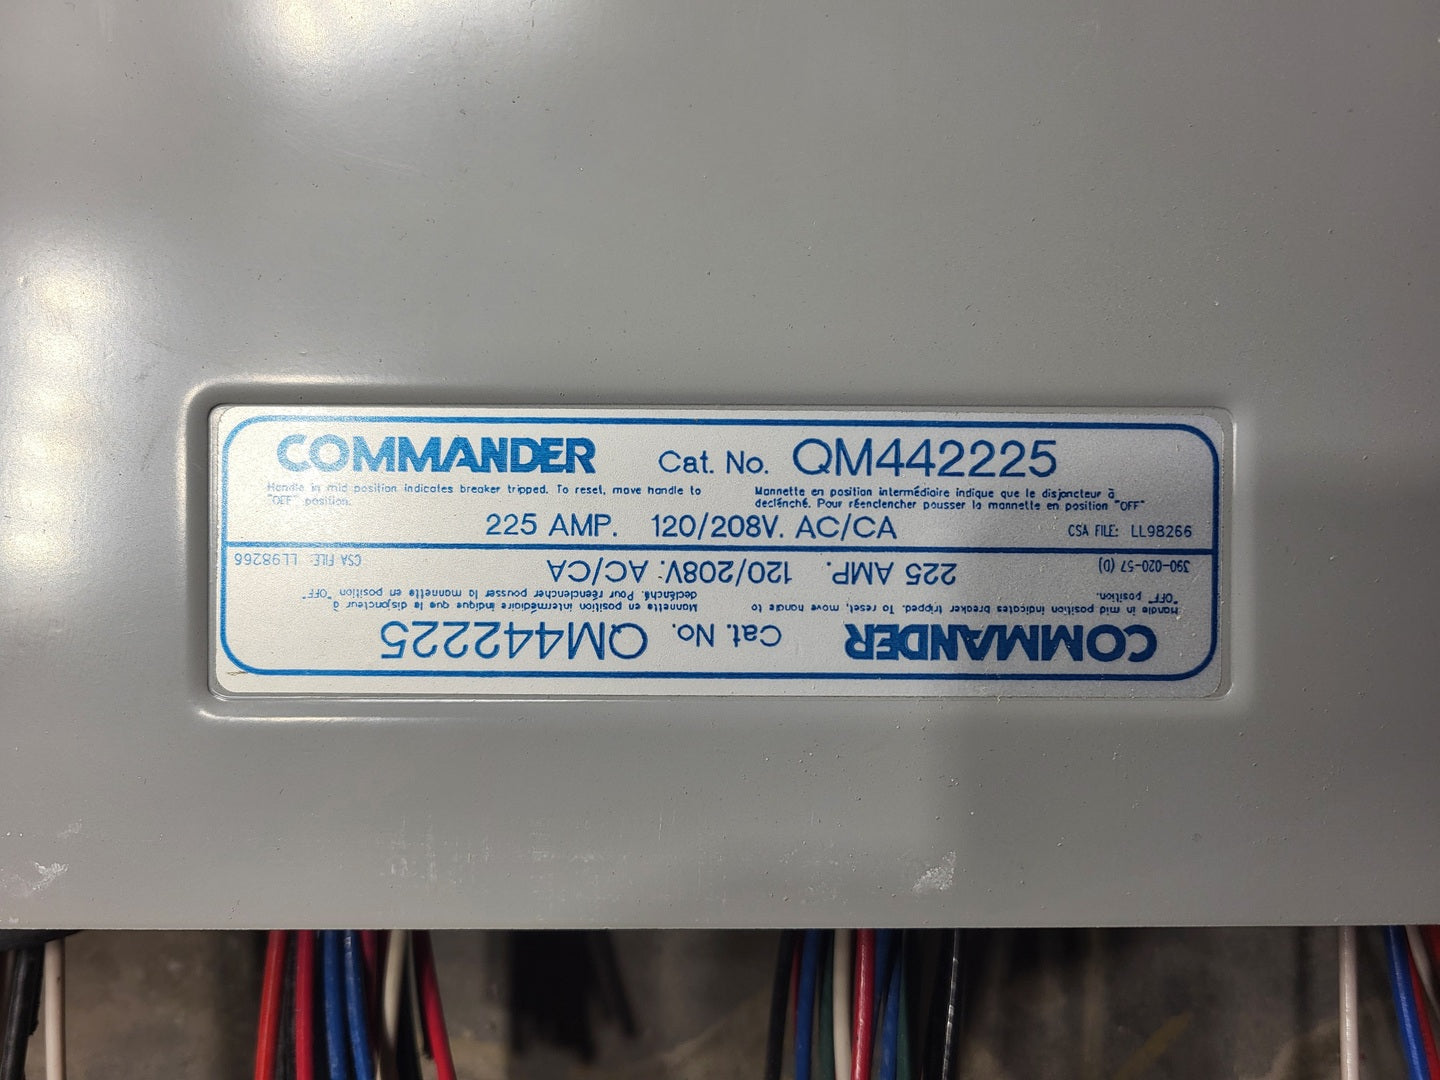 COMMANDER Cat. No. QM442225
Handle in mid position indicates breaker tripped. To reset, move handle to
"OFF" position.
Mannette en position intermédiaire indique que le disjoncteur à
declénché. Pour réenclencher pousser la mannette en position "OFF"
225 AMP. 120/208V. AC/CA CSA FILE: LL98266
390-020-57 (D) 225 AMP. 120/208V. AC/CA CSA FILE: LL98266
COMMANDER Cat. No. QM442225
Handle in mid position indicates breaker tripped. To reset, move handle to
"OFF" position.
Mannette en position intermédiaire indique que le disjoncteur à
declénché. Pour réenclencher pousser la mannette en position "OFF"